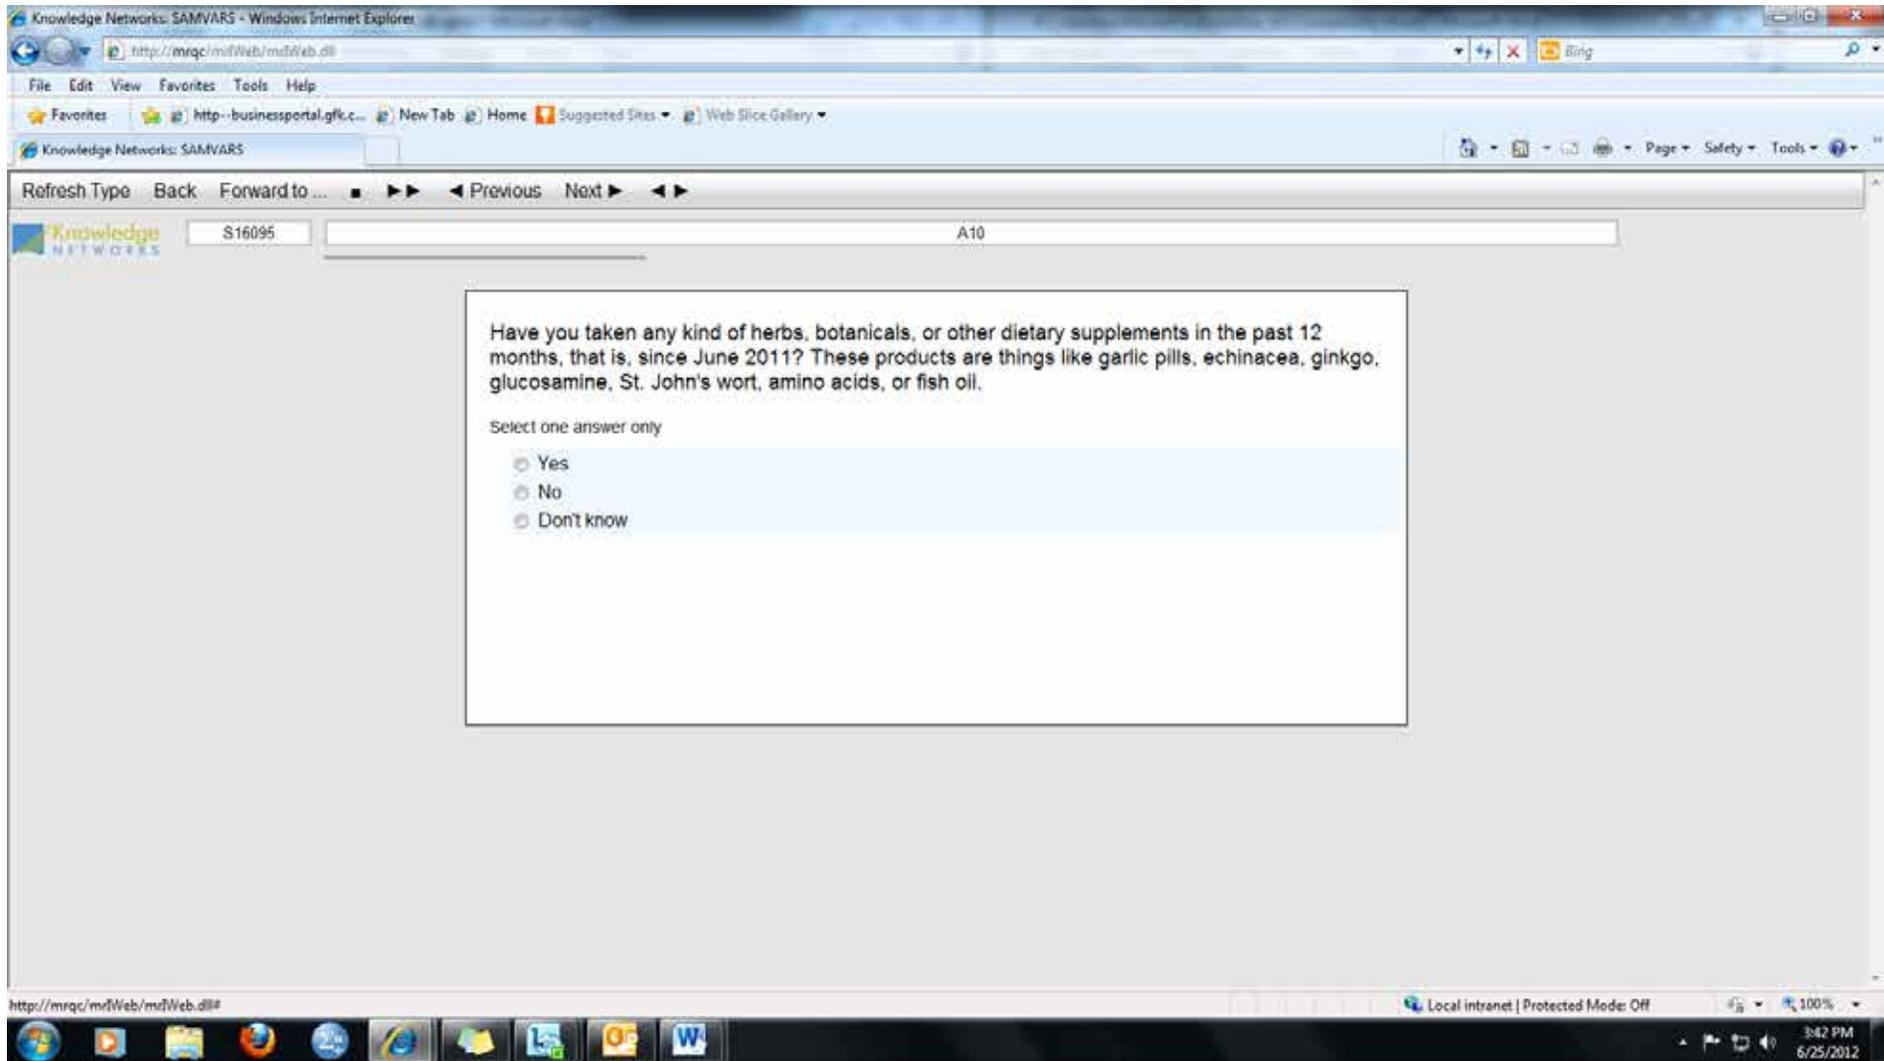 Knowledge Networks: SAMVARS - Windows Internet Explorer
http://mrqc/mdWeb/mdWeb.dll
Bing
File Edit View Favorites Tools Help
Favorites http--businessportal.gfk.c... New Tab Home Suggested Sites Web Slice Gallery
Knowledge Networks: SAMVARS Page Safety Tools
Refresh Type Back Forward to ... Previous Next
Knowledge S16095 A10
NETWORKS
Have you taken any kind of herbs, botanicals, or other dietary supplements in the past 12
months, that is, since June 2011? These products are things like garlic pills, echinacea, ginkgo,
glucosamine, St. John's wort, amino acids, or fish oil.
Select one answer only
Yes
No
Don't know
http://mrqc/mdWeb/mdWeb.dll# Local intranet | Protected Mode: Off 100%
3:42 PM
6/25/2012